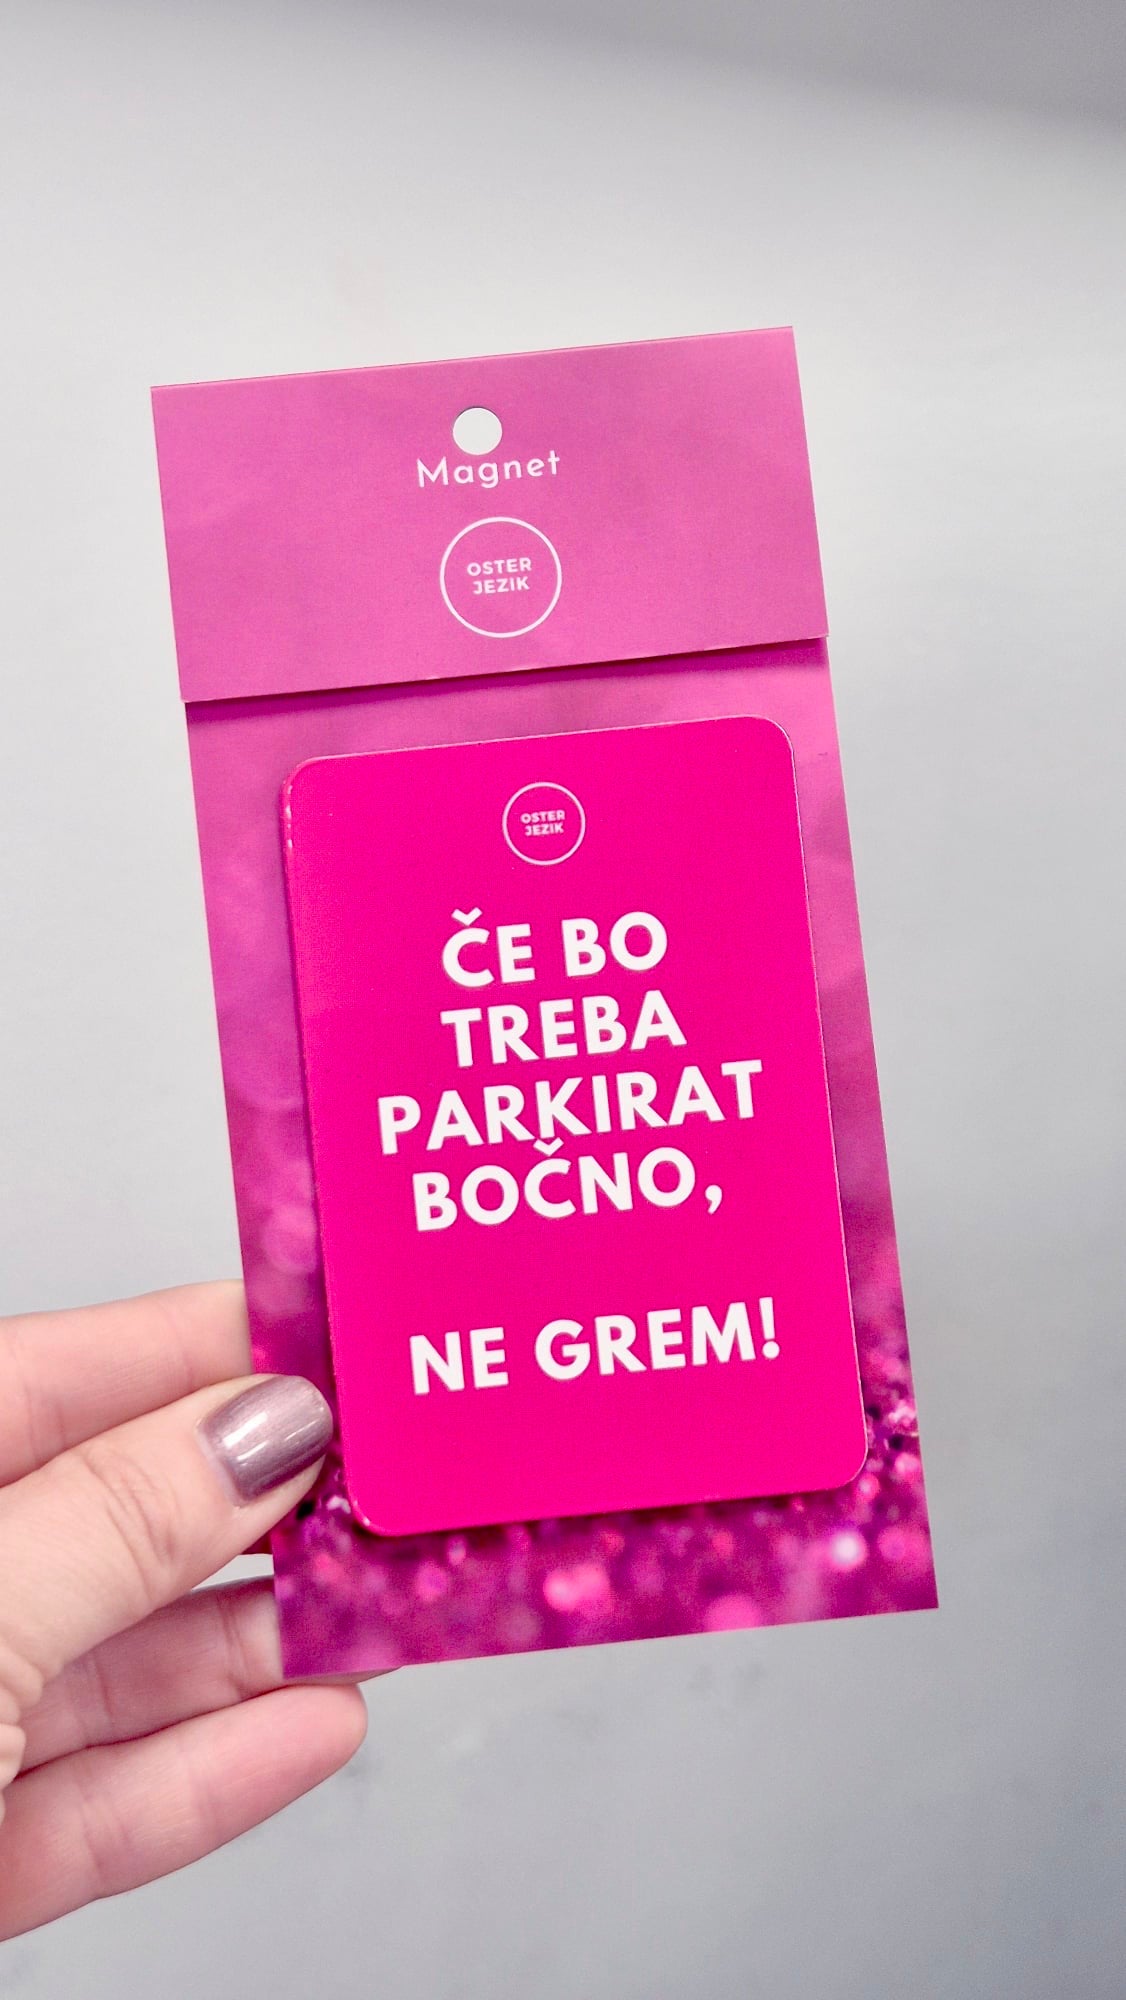 Magnet
OSTER
JEZIK
OSTER
JEZIK
ČE BO
TREBA
PARKIRAT
BOČNO,
NE GREM!